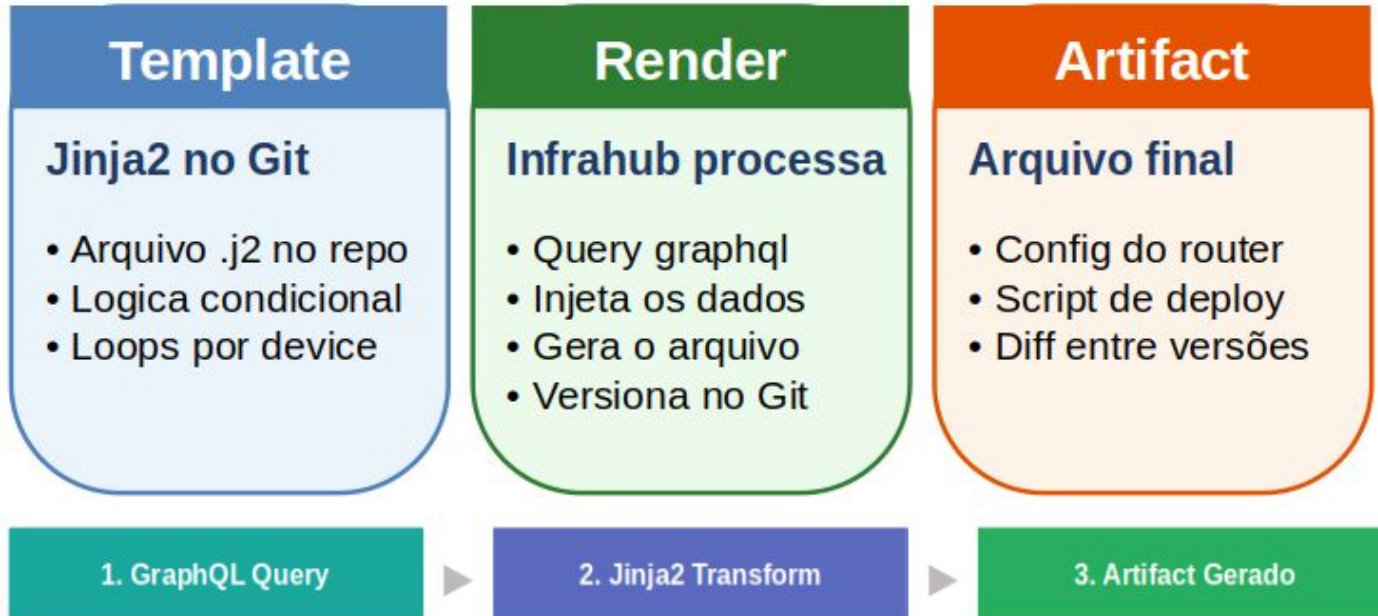 Template
Jinja2 no Git
• Arquivo .j2 no repo
• Logica condicional
• Loops por device
Render
Infrahub processa
• Query graphql
• Injeta os dados
• Gera o arquivo
• Versiona no Git
Artifact
Arquivo final
• Config do router
• Script de deploy
• Diff entre versões
1. GraphQL Query
2. Jinja2 Transform
3. Artifact Gerado